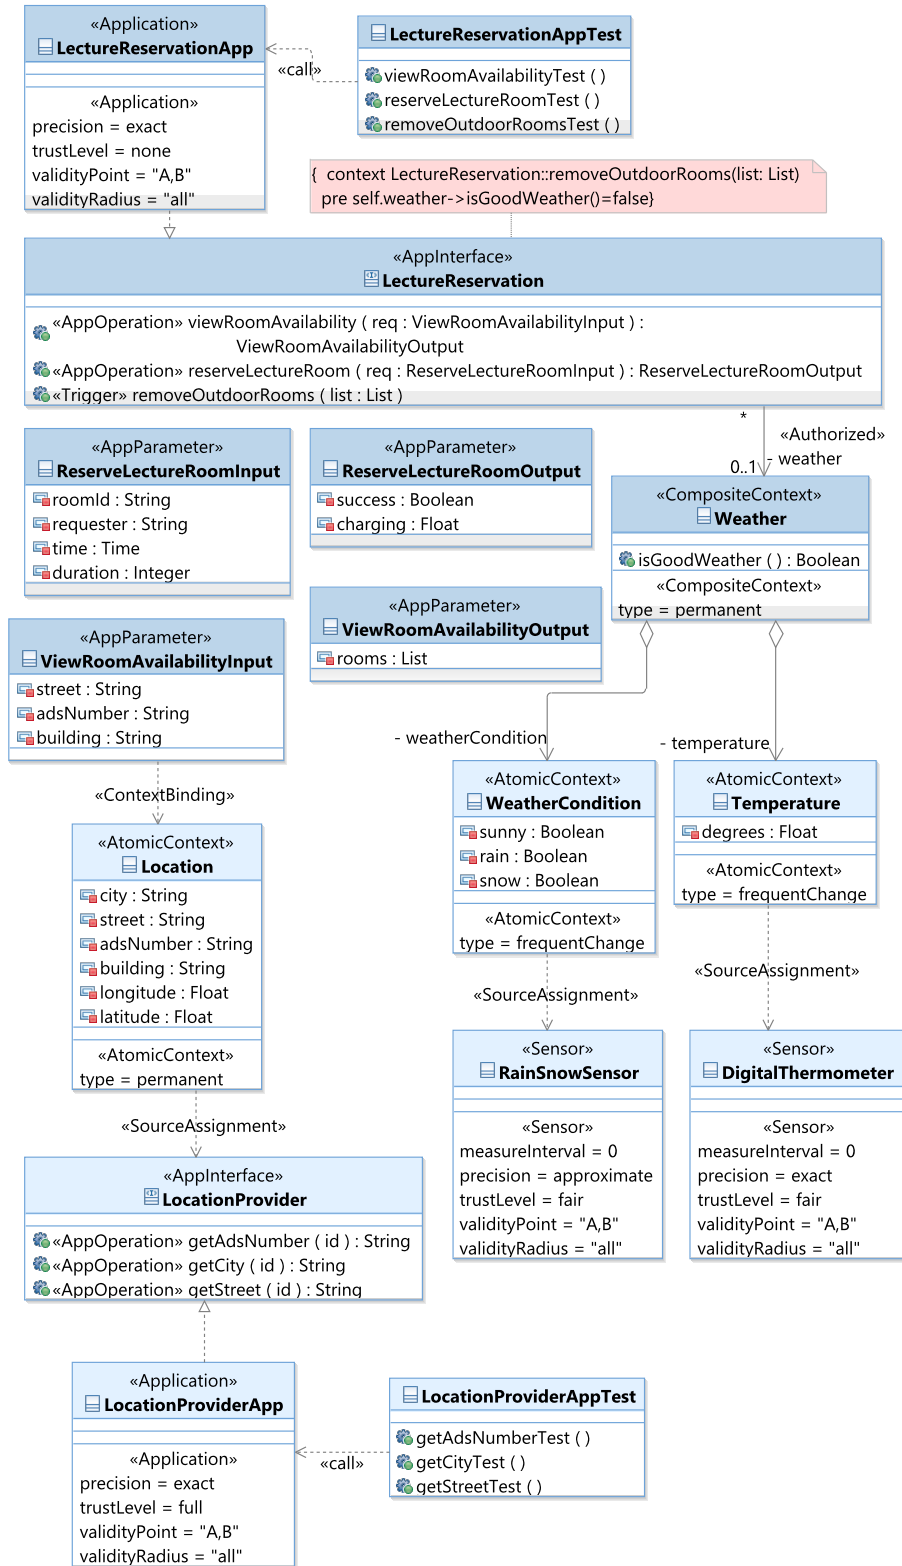 «Application»
LectureReservationApp
«Application»
precision = exact
trustLevel = none
validityPoint = "A,B"
validityRadius = "all"
«call»
LectureReservationAppTest
viewRoomAvailabilityTest ( )
reserveLectureRoomTest ( )
removeOutdoorRoomsTest ( )
{  context LectureReservation::removeOutdoorRooms(list: List)
pre self.weather->isGoodWeather()=false}
«AppInterface»
LectureReservation
«AppOperation» viewRoomAvailability ( req : ViewRoomAvailabilityInput ) :
ViewRoomAvailabilityOutput
«AppOperation» reserveLectureRoom ( req : ReserveLectureRoomInput ) : ReserveLectureRoomOutput
«Trigger» removeOutdoorRooms ( list : List )
*
«Authorized»
- weather
0..1
«AppParameter»
ReserveLectureRoomInput
roomId : String
requester : String
time : Time
duration : Integer
«AppParameter»
ReserveLectureRoomOutput
success : Boolean
charging : Float
«CompositeContext»
Weather
isGoodWeather ( ) : Boolean
«CompositeContext»
type = permanent
«AppParameter»
ViewRoomAvailabilityOutput
rooms : List
«AppParameter»
ViewRoomAvailabilityInput
street : String
adsNumber : String
building : String
«ContextBinding»
- weatherCondition
- temperature
«AtomicContext»
WeatherCondition
sunny : Boolean
rain : Boolean
snow : Boolean
«AtomicContext»
type = frequentChange
«AtomicContext»
Temperature
degrees : Float
«AtomicContext»
type = frequentChange
«AtomicContext»
Location
city : String
street : String
adsNumber : String
building : String
longitude : Float
latitude : Float
«AtomicContext»
type = permanent
«SourceAssignment»
«SourceAssignment»
«SourceAssignment»
«Sensor»
RainSnowSensor
«Sensor»
measureInterval = 0
precision = approximate
trustLevel = fair
validityPoint = "A,B"
validityRadius = "all"
«Sensor»
DigitalThermometer
«Sensor»
measureInterval = 0
precision = exact
trustLevel = fair
validityPoint = "A,B"
validityRadius = "all"
«AppInterface»
LocationProvider
«AppOperation» getAdsNumber ( id ) : String
«AppOperation» getCity ( id ) : String
«AppOperation» getStreet ( id ) : String
«Application»
LocationProviderApp
«Application»
precision = exact
trustLevel = full
validityPoint = "A,B"
validityRadius = "all"
«call»
LocationProviderAppTest
getAdsNumberTest ( )
getCityTest ( )
getStreetTest ( )